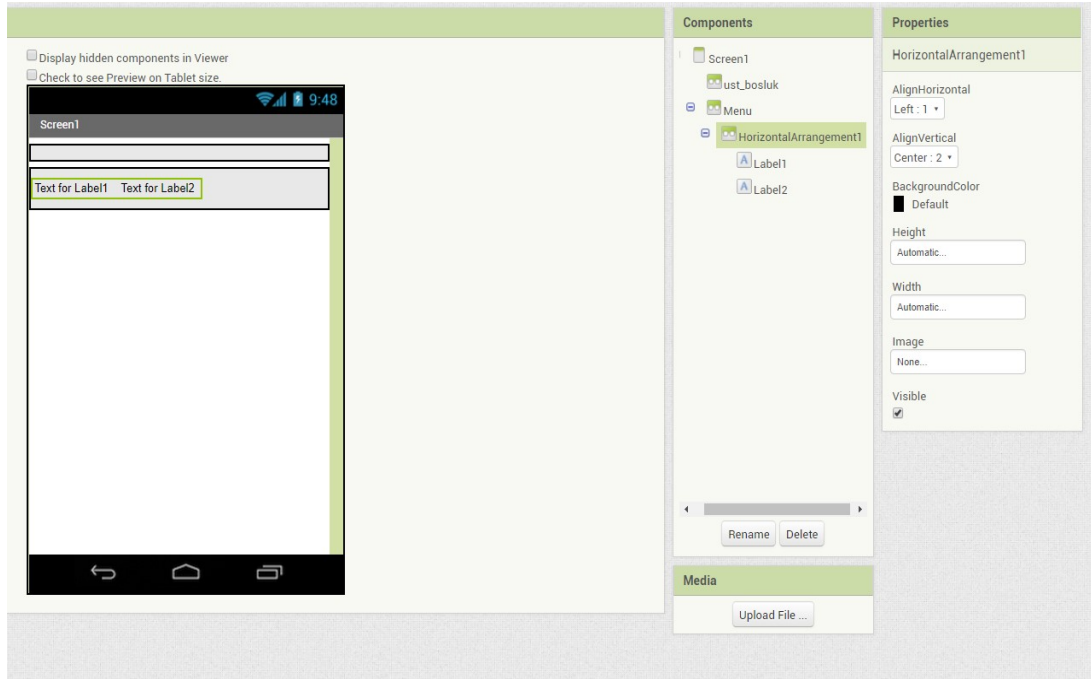 Display hidden components in Viewer
Check to see Preview on Tablet size.
9:48
Screen1
Text for Label1 Text for Label2
Components
Screen1
ust_bosluk
Menu
HorizontalArrangement1
A Label1
A Label2
Rename Delete
Media
Upload File ...
Properties
HorizontalArrangement1
AlignHorizontal
Left : 1
AlignVertical
Center : 2
BackgroundColor
Default
Height
Automatic...
Width
Automatic...
Image
None...
Visible